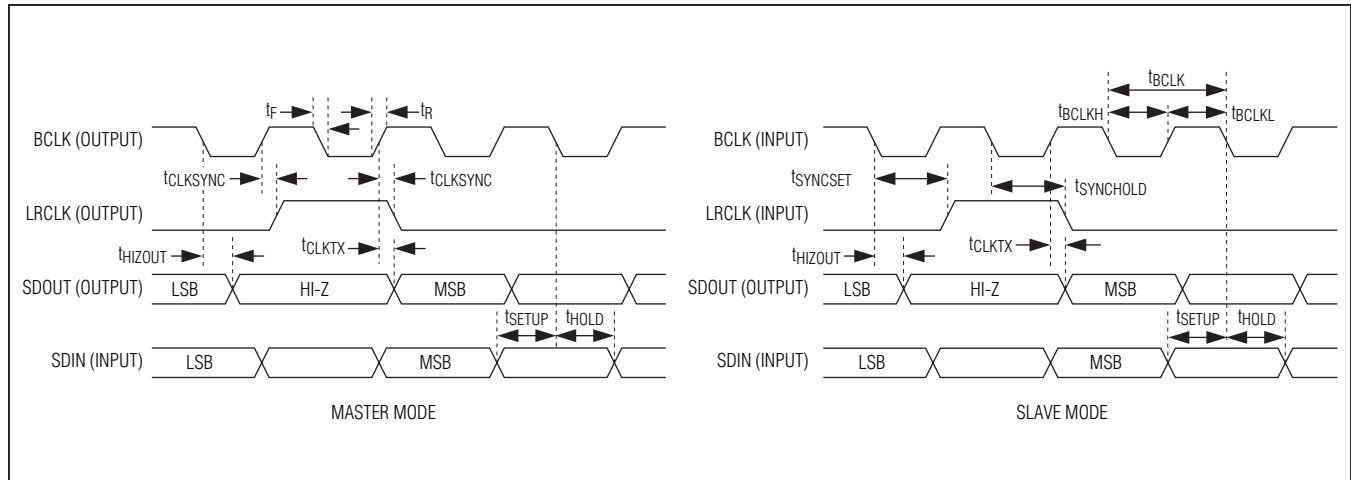 tF
tR
BCLK (OUTPUT)
tCLKSYNC
tCLKSYNC
LRCLK (OUTPUT)
tHIZOUT
tCLKTX
SDOUT (OUTPUT)
LSB
HI-Z
MSB
tSETUP
tHOLD
SDIN (INPUT)
LSB
MSB
MASTER MODE
tBCLK
tBCLKH
tBCLKL
BCLK (INPUT)
tSYNCSET
tSYNCHOLD
LRCLK (INPUT)
tHIZOUT
tCLKTX
SDOUT (OUTPUT)
LSB
HI-Z
MSB
tSETUP
tHOLD
SDIN (INPUT)
LSB
MSB
SLAVE MODE